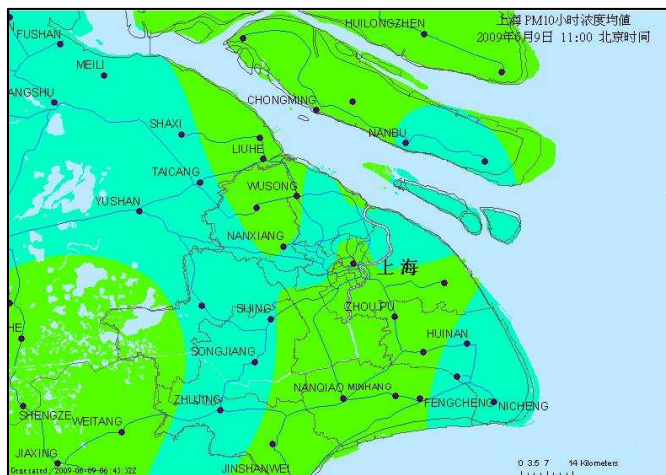 上海 PM10小时浓度均值
2009年6月9日 11:00 北京时间
FUSHAN
HUILONGZHEN
MEILI
ANGSHU
CHONGMING
SHAXI
NANBU
LIUHE
TAICANG
WUSONG
YUSHAN
NANXIANG
上海
SIJING
ZHOU PU
HE
HUINAN
SONGJIANG
NANQIAO
MINHANG
ZHUJING
FENGCHENG
NICHENG
SHENGZE
WEITANG
JIAXING
JINSHANWEI
0 3.5 7 14 Kilometers